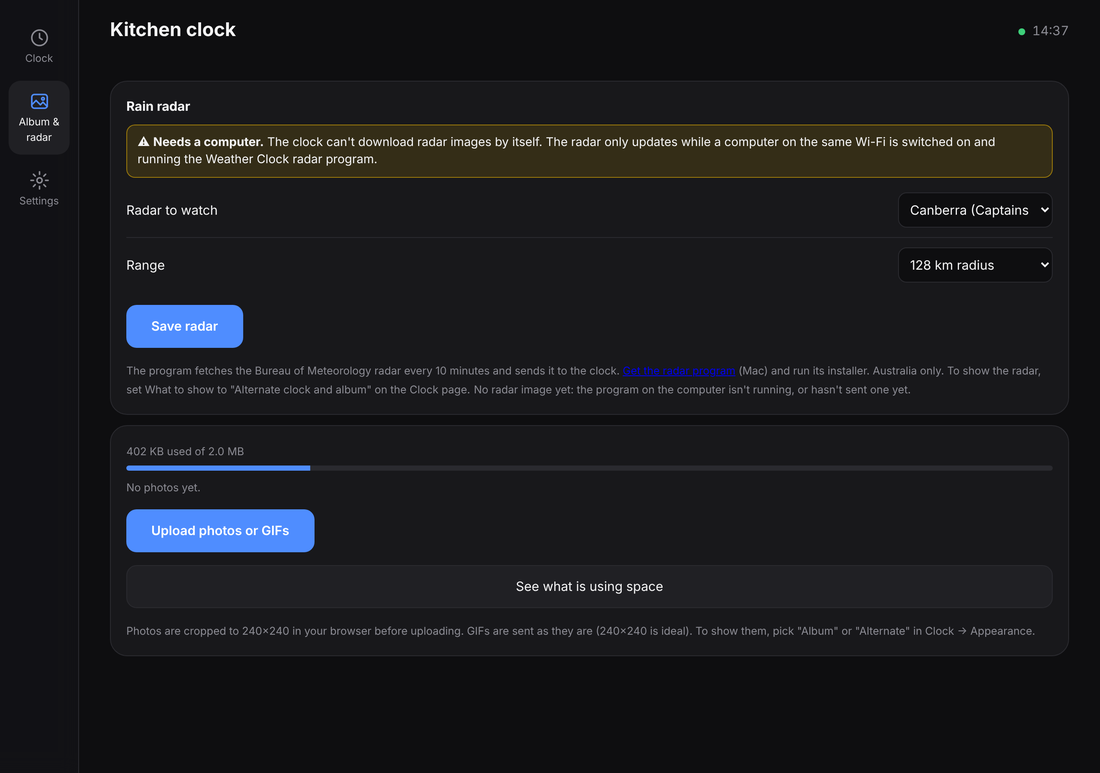 Kitchen clock
14:37
Clock
Album &
radar
Settings
Rain radar
⚠ Needs a computer. The clock can't download radar images by itself. The radar only updates while a computer on the same Wi-Fi is switched on and
running the Weather Clock radar program.
Radar to watch
Canberra (Captains
Range
128 km radius
Save radar
The program fetches the Bureau of Meteorology radar every 10 minutes and sends it to the clock. Get the radar program (Mac) and run its installer. Australia only. To show the radar,
set What to show to "Alternate clock and album" on the Clock page. No radar image yet: the program on the computer isn't running, or hasn't sent one yet.
402 KB used of 2.0 MB
No photos yet.
Upload photos or GIFs
See what is using space
Photos are cropped to 240×240 in your browser before uploading. GIFs are sent as they are (240×240 is ideal). To show them, pick "Album" or "Alternate" in Clock → Appearance.